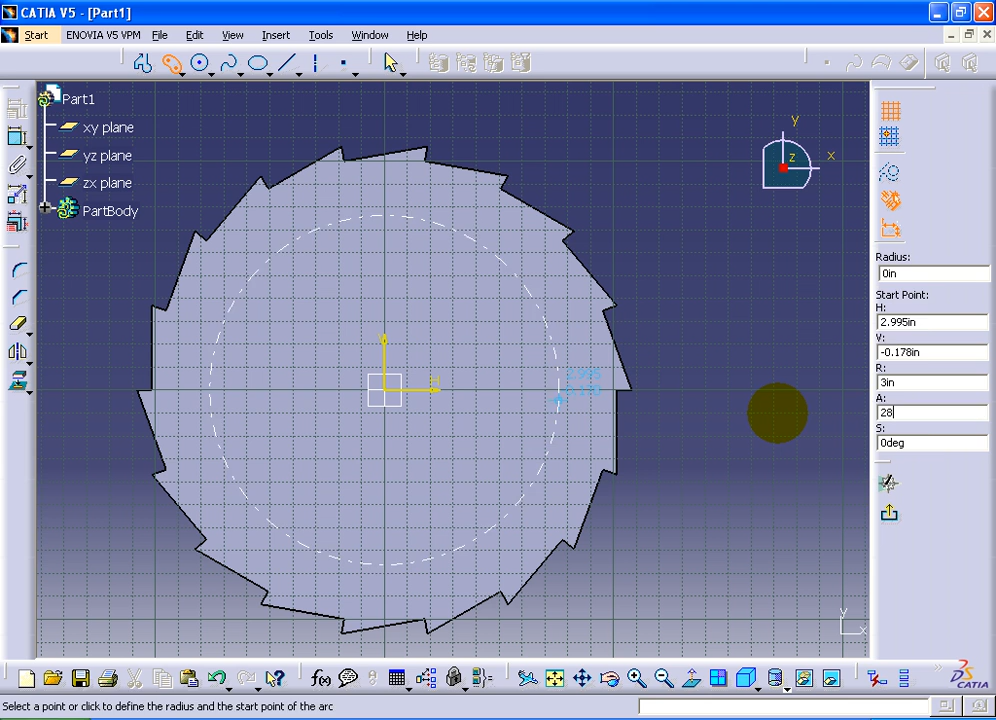 CATIA V5 - [Part1]
Start ENOVIA V5 VPM File Edit View Insert Tools Window Help
Part1
xy plane
yz plane
zx plane
PartBody
y
z
x
H
2.995
Radius:
0in
Start Point:
H:
2.995in
V:
-0.178in
R:
3in
A:
28
S:
0deg
y
x
f(x)
CATIA
Select a point or click to define the radius and the start point of the arc